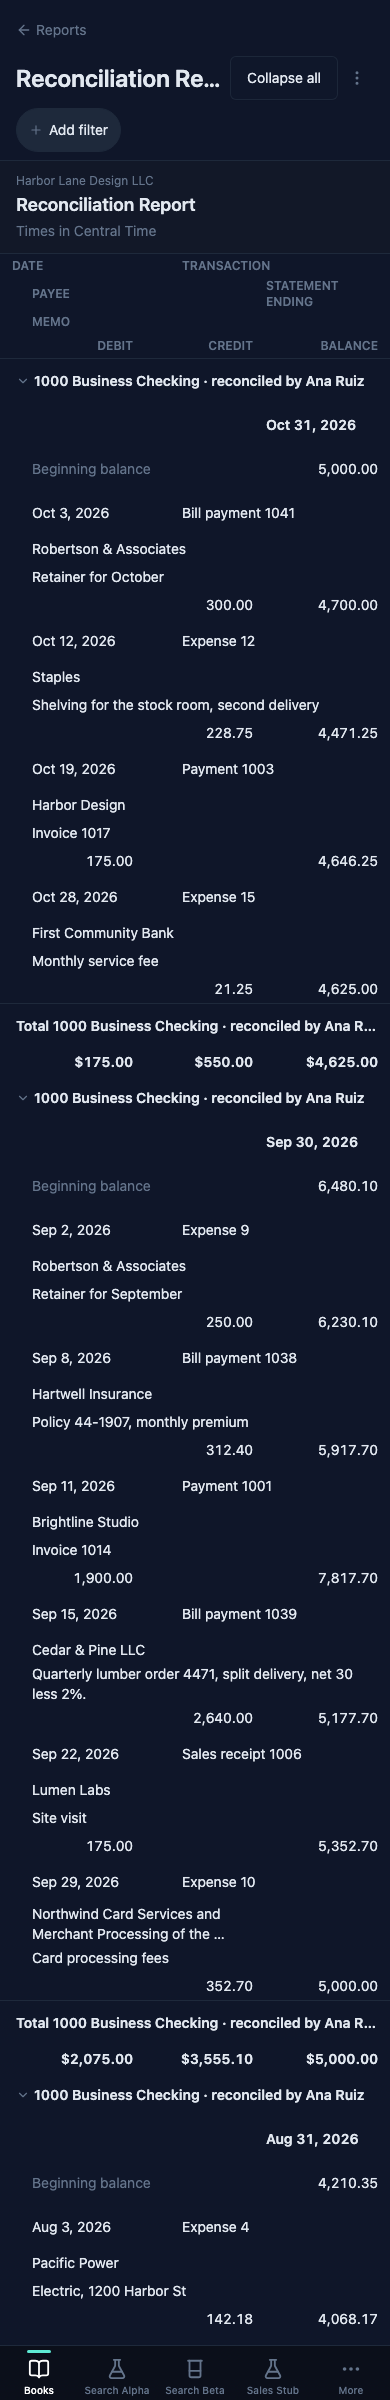 Reports
Reconciliation Re...
Collapse all
Add filter
Harbor Lane Design LLC
Reconciliation Report
Times in Central Time
DATE TRANSACTION
PAYEE STATEMENT ENDING
MEMO
DEBIT CREDIT BALANCE
1000 Business Checking · reconciled by Ana Ruiz
Oct 31, 2026
Beginning balance 5,000.00
Oct 3, 2026 Bill payment 1041
Robertson & Associates
Retainer for October
300.00 4,700.00
Oct 12, 2026 Expense 12
Staples
Shelving for the stock room, second delivery
228.75 4,471.25
Oct 19, 2026 Payment 1003
Harbor Design
Invoice 1017
175.00 4,646.25
Oct 28, 2026 Expense 15
First Community Bank
Monthly service fee
21.25 4,625.00
Total 1000 Business Checking · reconciled by Ana R...
$175.00 $550.00 $4,625.00
1000 Business Checking · reconciled by Ana Ruiz
Sep 30, 2026
Beginning balance 6,480.10
Sep 2, 2026 Expense 9
Robertson & Associates
Retainer for September
250.00 6,230.10
Sep 8, 2026 Bill payment 1038
Hartwell Insurance
Policy 44-1907, monthly premium
312.40 5,917.70
Sep 11, 2026 Payment 1001
Brightline Studio
Invoice 1014
1,900.00 7,817.70
Sep 15, 2026 Bill payment 1039
Cedar & Pine LLC
Quarterly lumber order 4471, split delivery, net 30
less 2%.
2,640.00 5,177.70
Sep 22, 2026 Sales receipt 1006
Lumen Labs
Site visit
175.00 5,352.70
Sep 29, 2026 Expense 10
Northwind Card Services and
Merchant Processing of the ...
Card processing fees
352.70 5,000.00
Total 1000 Business Checking · reconciled by Ana R...
$2,075.00 $3,555.10 $5,000.00
1000 Business Checking · reconciled by Ana Ruiz
Aug 31, 2026
Beginning balance 4,210.35
Aug 3, 2026 Expense 4
Pacific Power
Electric, 1200 Harbor St
142.18 4,068.17
Books Search Alpha Search Beta Sales Stub More